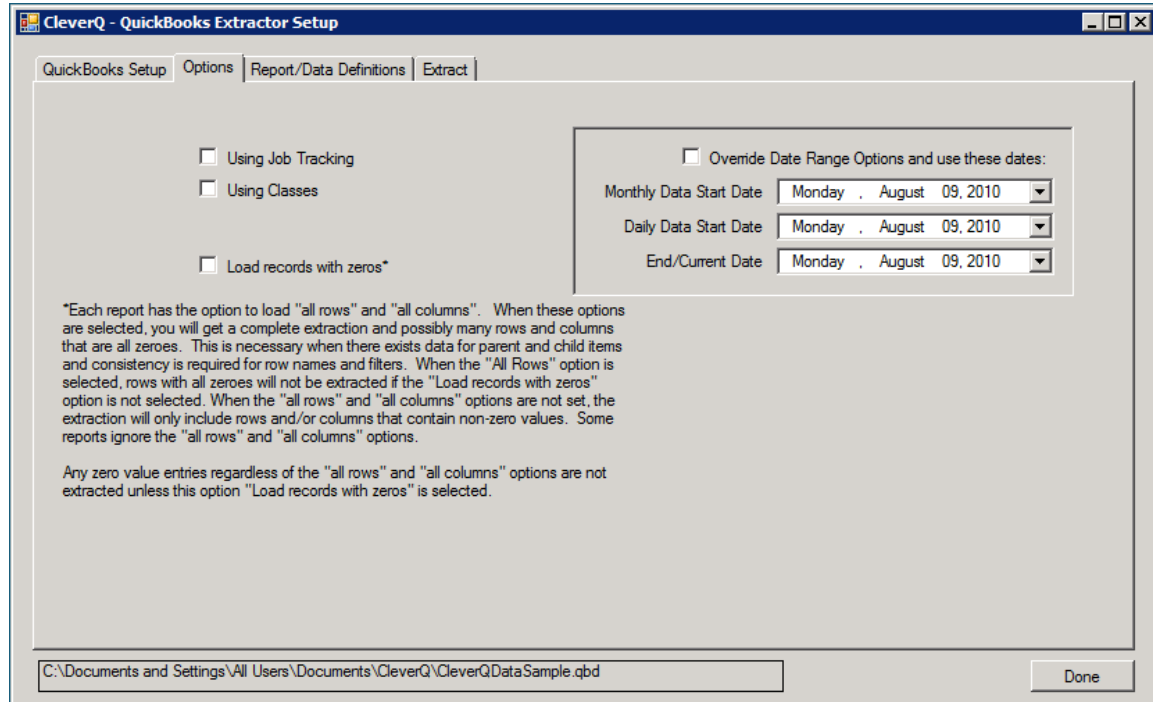 CleverQ - QuickBooks Extractor Setup
QuickBooks Setup Options Report/Data Definitions Extract
Using Job Tracking
Using Classes
Load records with zeros*
Override Date Range Options and use these dates:
Monthly Data Start Date Monday , August 09, 2010
Daily Data Start Date Monday , August 09, 2010
End/Current Date Monday , August 09, 2010
*Each report has the option to load "all rows" and "all columns". When these options
are selected, you will get a complete extraction and possibly many rows and columns
that are all zeroes. This is necessary when there exists data for parent and child items
and consistency is required for row names and filters. When the "All Rows" option is
selected, rows with all zeroes will not be extracted if the "Load records with zeros"
option is not selected. When the "all rows" and "all columns" options are not set, the
extraction will only include rows and/or columns that contain non-zero values. Some
reports ignore the "all rows" and "all columns" options.
Any zero value entries regardless of the "all rows" and "all columns" options are not
extracted unless this option "Load records with zeros" is selected.
C:\Documents and Settings\All Users\Documents\CleverQ\CleverQDataSample.qbd
Done